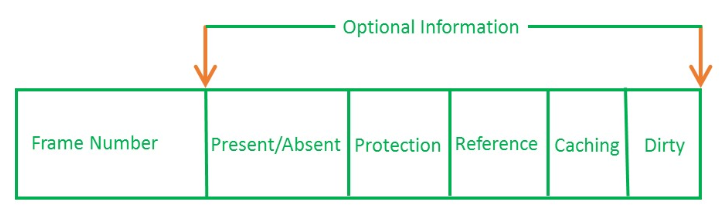 Optional Information
Frame Number Present/Absent Protection Reference Caching Dirty